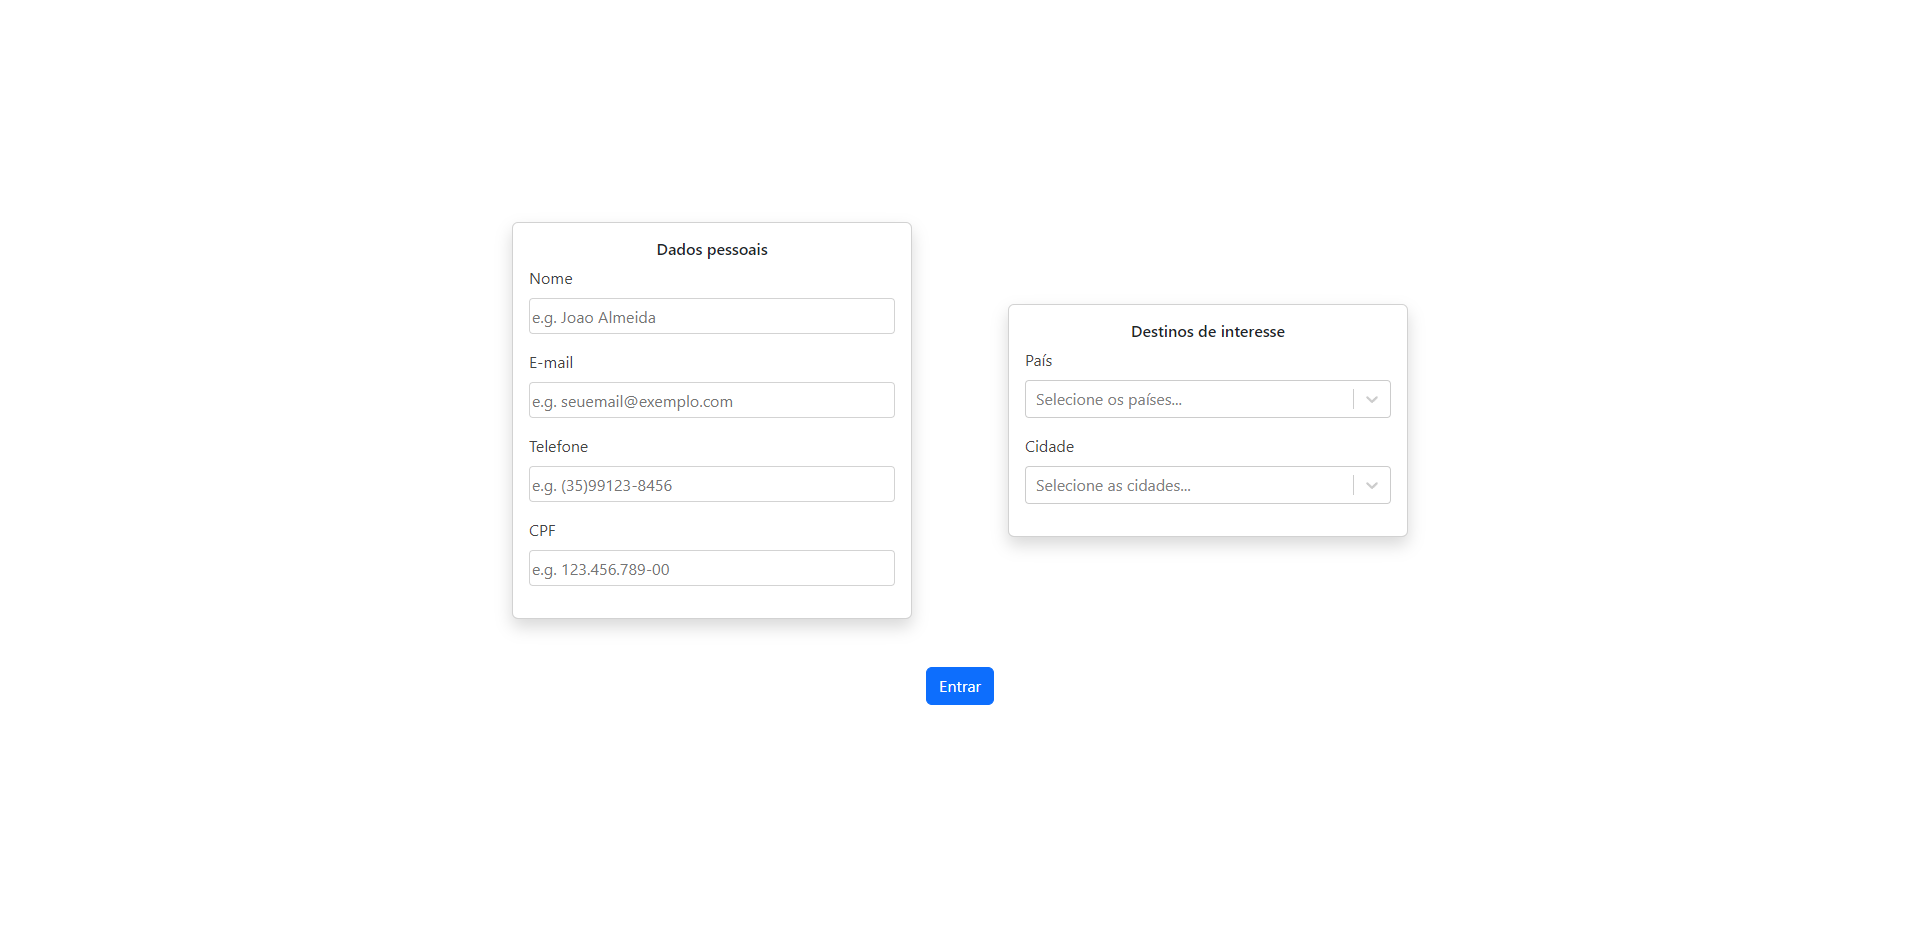 Dados pessoais
Nome
e.g. Joao Almeida
E-mail
e.g. seuemail@exemplo.com
Telefone
e.g. (35)99123-8456
CPF
e.g. 123.456.789-00
Destinos de interesse
País
Selecione os países...
Cidade
Selecione as cidades...
Entrar